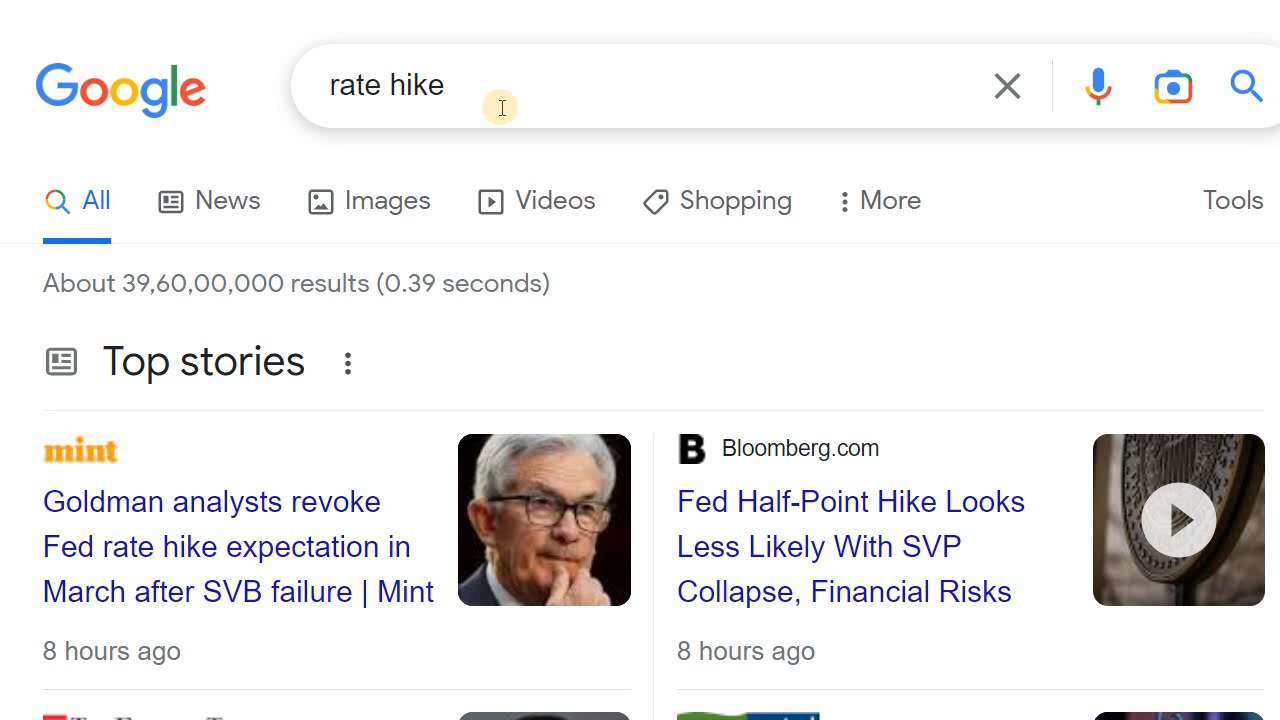 Google
rate hike
All News Images Videos Shopping More Tools
About 39,60,00,000 results (0.39 seconds)
Top stories
mint
Goldman analysts revoke
Fed rate hike expectation in
March after SVB failure | Mint
8 hours ago
B Bloomberg.com
Fed Half-Point Hike Looks
Less Likely With SVP
Collapse, Financial Risks
8 hours ago